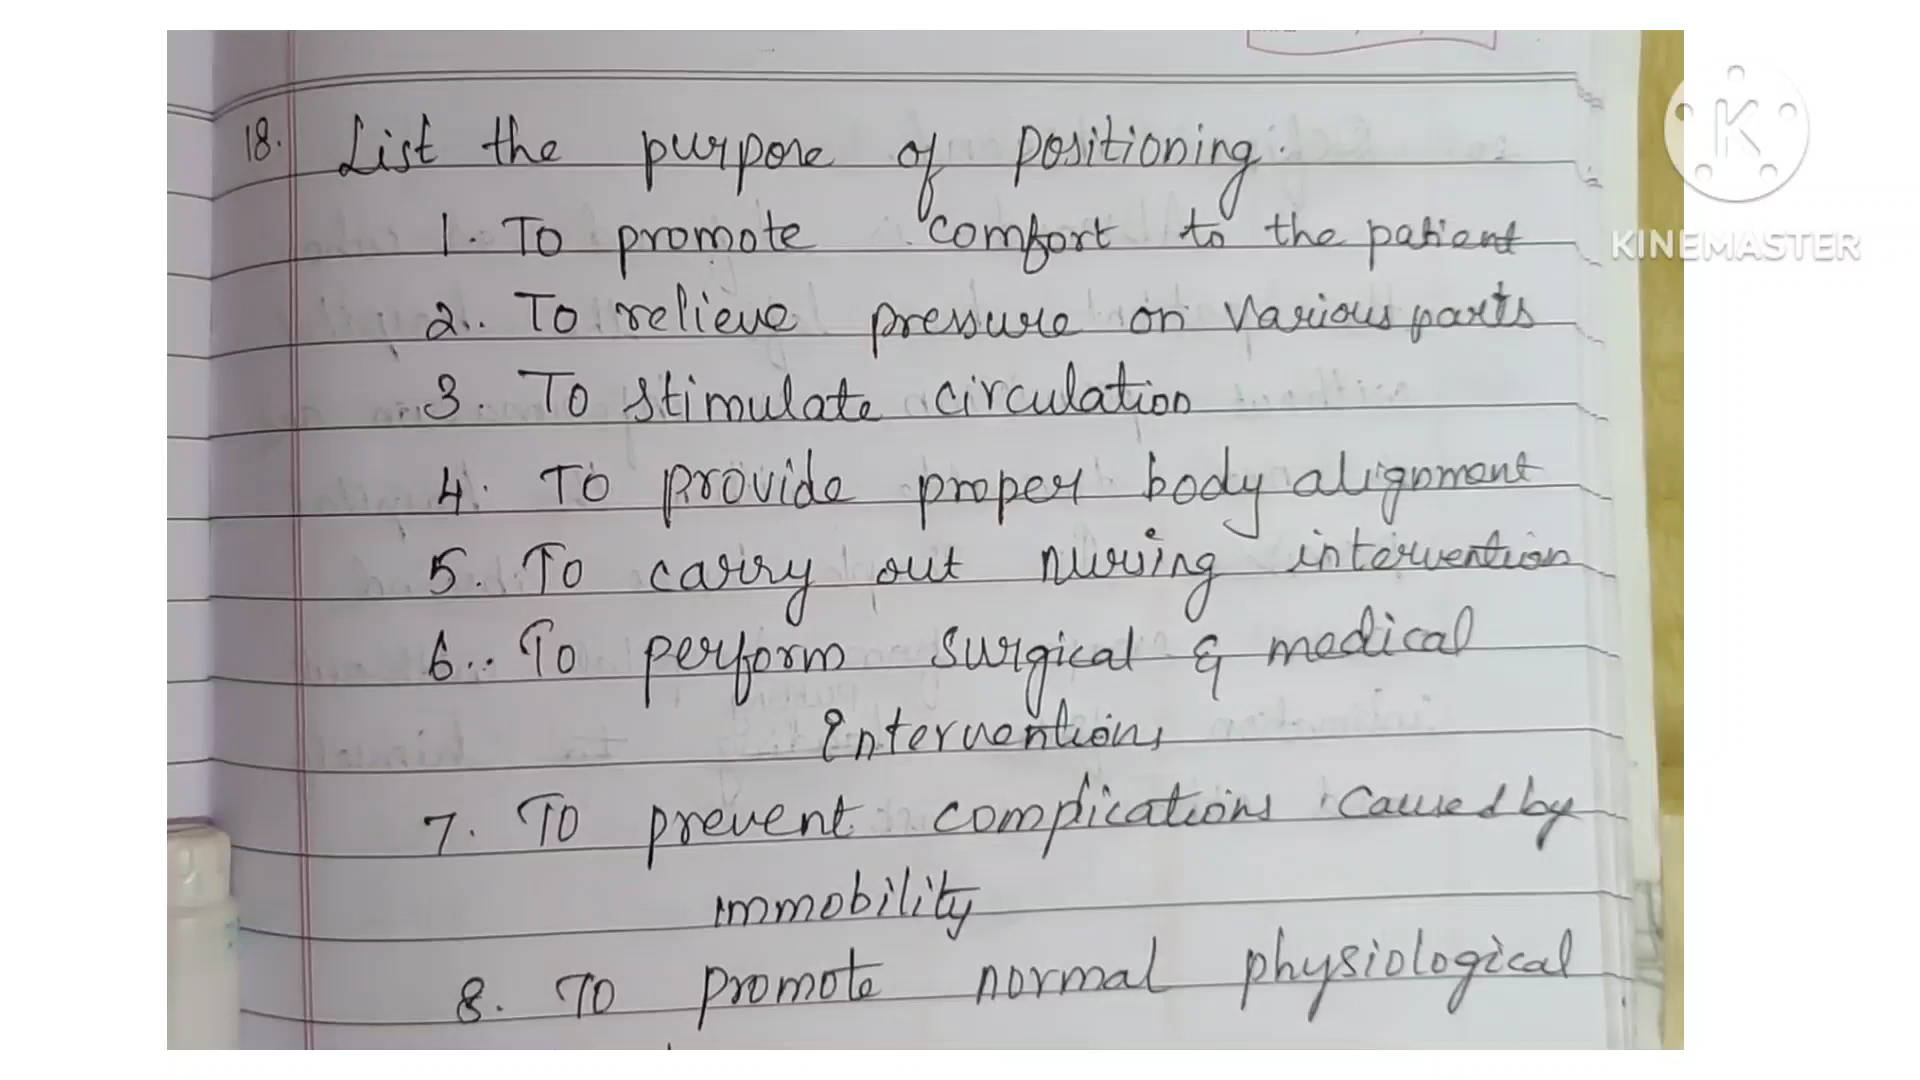 18. List the purpose of positioning.
1. To promote comfort to the patient
2. To relieve pressure on various parts
3. To stimulate circulation
4. To provide proper body alignment
5. To carry out nursing intervention
6. To perform surgical & medical
Interventions
7. To prevent complications caused by
immobility
8. To promote normal physiological
K
KINEMASTER